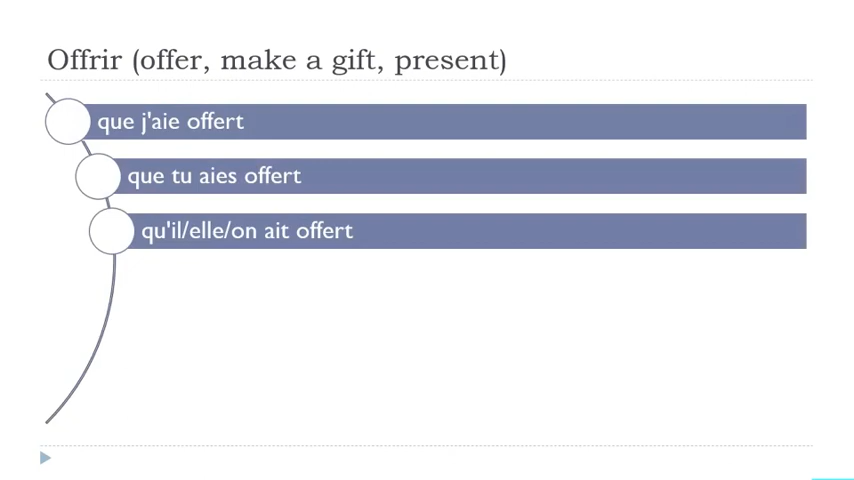 Offrir (offer, make a gift, present)
que j'aie offert
que tu aies offert
qu'il/elle/on ait offert